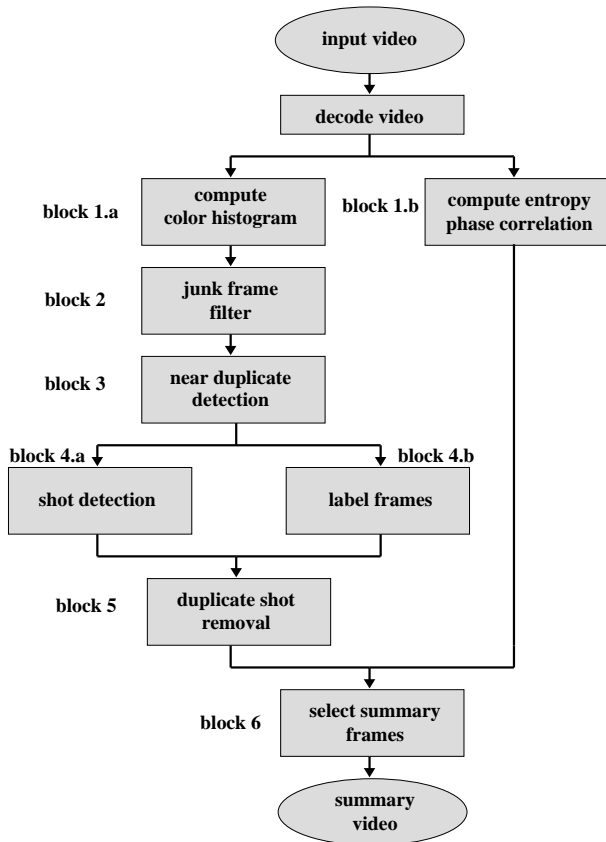 input video
decode video
block 1.a
compute
color histogram
block 1.b
compute entropy
phase correlation
block 2
junk frame
filter
block 3
near duplicate
detection
block 4.a
block 4.b
shot detection
label frames
block 5
duplicate shot
removal
block 6
select summary
frames
summary
video